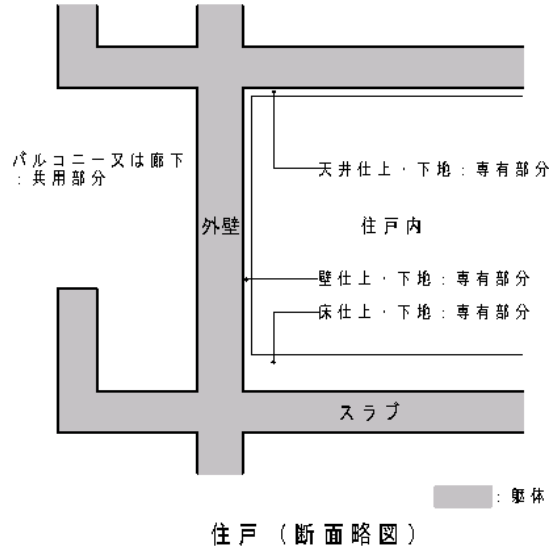 バルコニー又は廊下
：共用部分
天井仕上・下地：専有部分
外壁
住戸内
壁仕上・下地：専有部分
床仕上・下地：専有部分
スラブ
：躯体
住戸（断面略図）